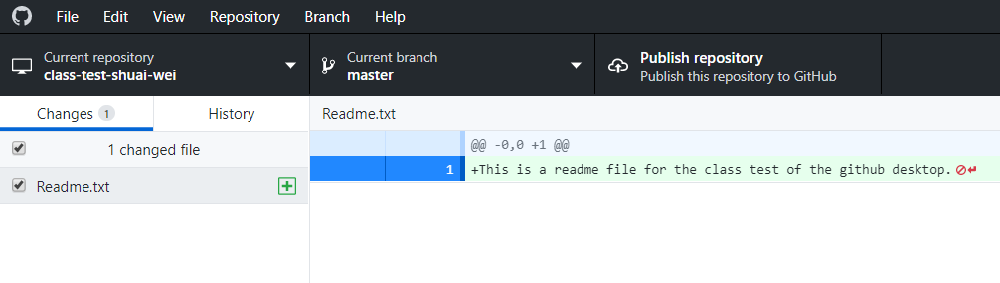 File Edit View Repository Branch Help
Current repository
class-test-shuai-wei
Current branch
master
Publish repository
Publish this repository to GitHub
Changes 1
History
Readme.txt
1 changed file
@@ -0,0 +1 @@
Readme.txt
1 +This is a readme file for the class test of the github desktop.